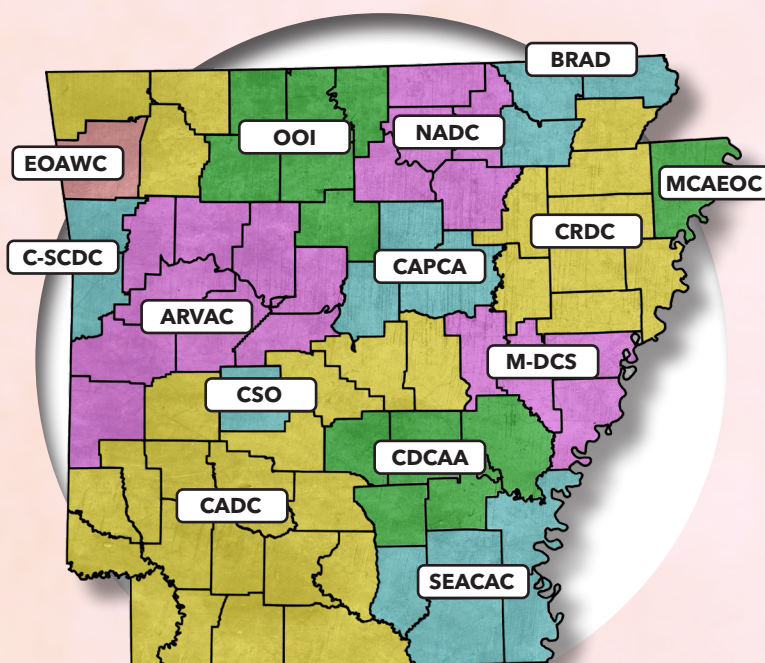 BRAD
OOI
NADC
EOAWC
MCAEOC
CRDC
C-SCDC
CAPCA
ARVAC
M-DCS
CSO
CDCAA
CADC
SEACAC